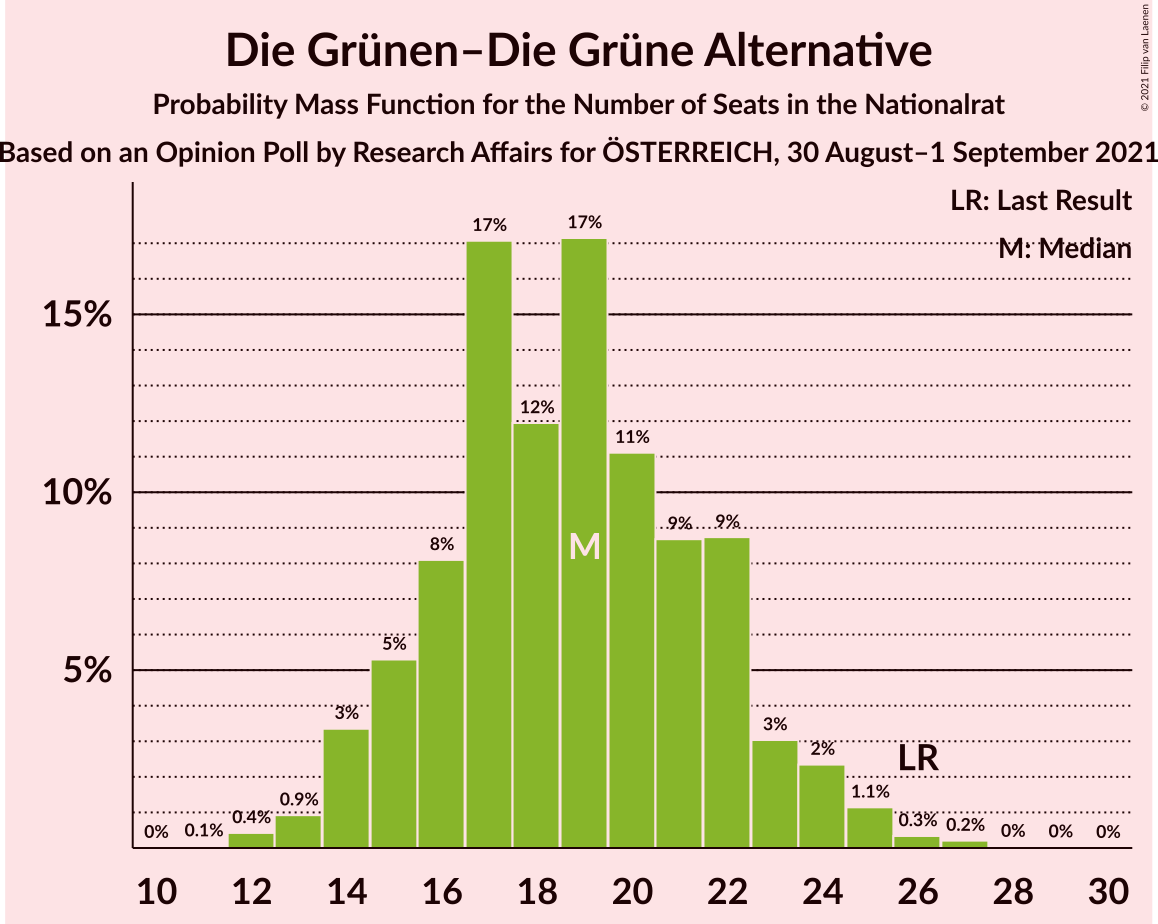 Die Grünen–Die Grüne Alternative
Probability Mass Function for the Number of Seats in the Nationalrat
Based on an Opinion Poll by Research Affairs for ÖSTERREICH, 30 August–1 September 2021
© 2021 Filip van Laenen
LR: Last Result
M: Median
15%
10%
5%
0%
0.1%
0.4%
0.9%
3%
5%
8%
17%
12%
17%
11%
9%
9%
3%
2%
1.1%
0.3%
0.2%
0%
0%
0%
M
LR
10 12 14 16 18 20 22 24 26 28 30